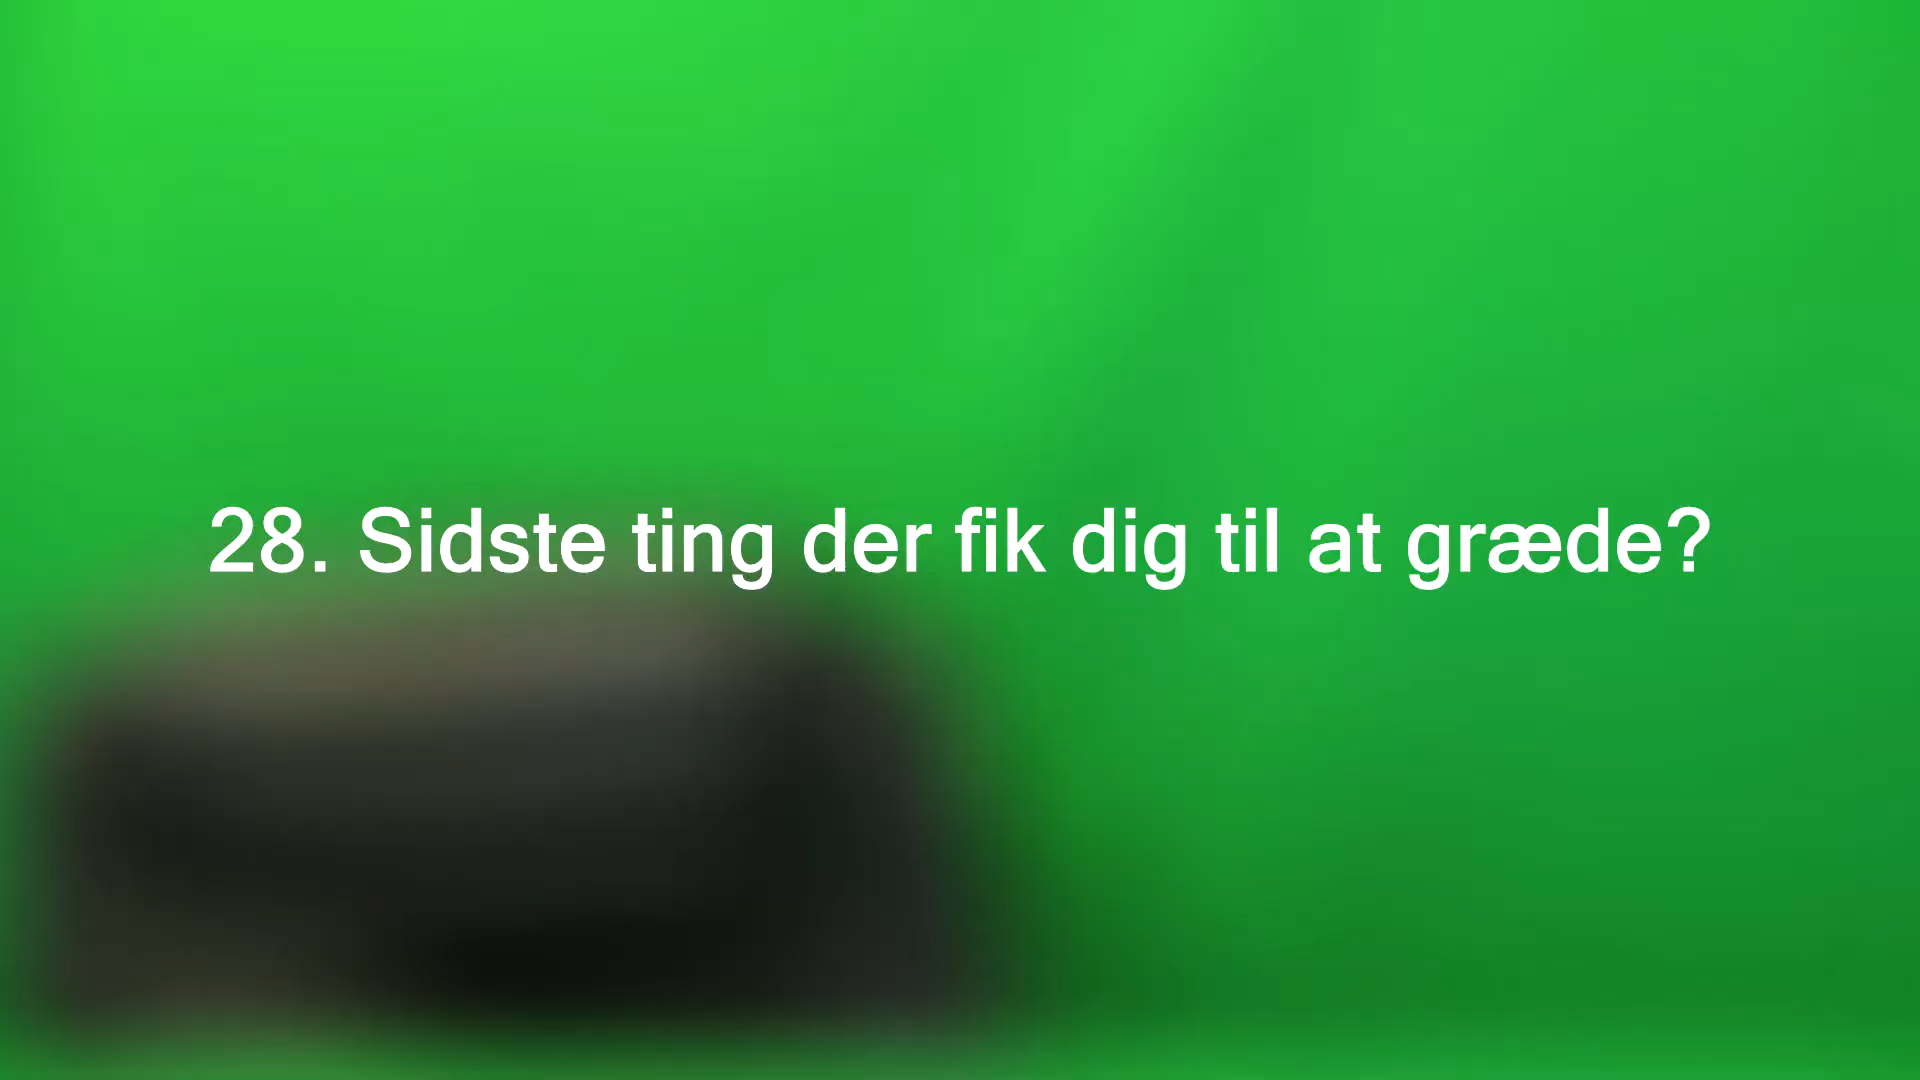 28. Sidste ting der fik dig til at græde?